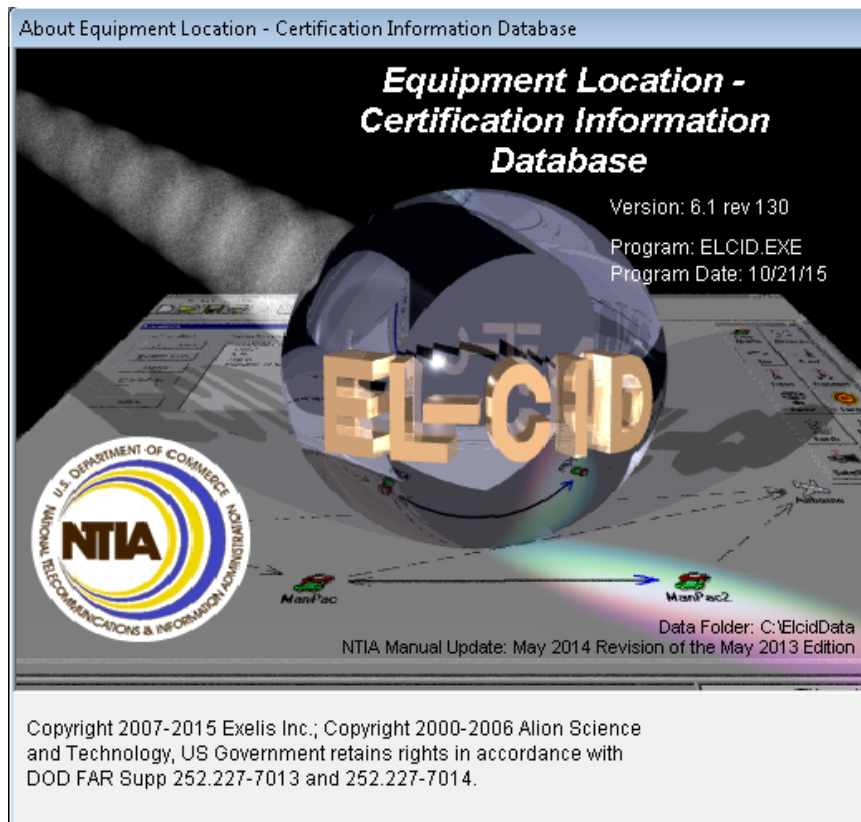 About Equipment Location - Certification Information Database
Equipment Location -
Certification Information
Database
Version: 6.1 rev 130
Program: ELCID.EXE
Program Date: 10/21/15
EL-CID
U.S. DEPARTMENT OF COMMERCE
NATIONAL TELECOMMUNICATIONS & INFORMATION ADMINISTRATION
NTIA
Airborne
ManPac
ManPac2
Data Folder: C:\ElcidData
NTIA Manual Update: May 2014 Revision of the May 2013 Edition
Copyright 2007-2015 Exelis Inc.; Copyright 2000-2006 Alion Science
and Technology, US Government retains rights in accordance with
DOD FAR Supp 252.227-7013 and 252.227-7014.